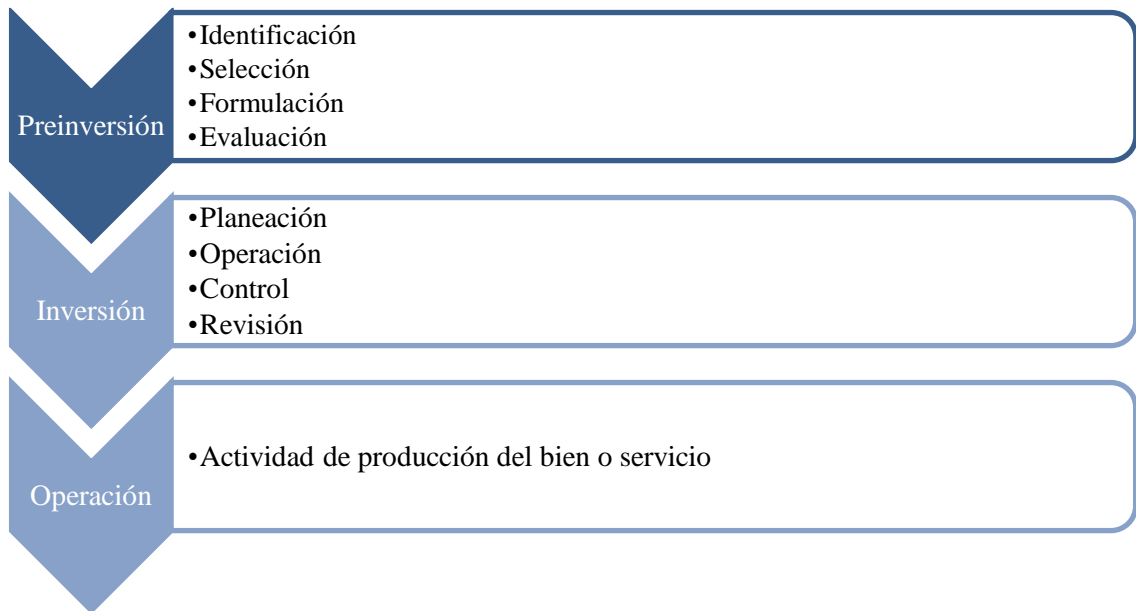 Preinversión
•Identificación
•Selección
•Formulación
•Evaluación
Inversión
•Planeación
•Operación
•Control
•Revisión
Operación
•Actividad de producción del bien o servicio